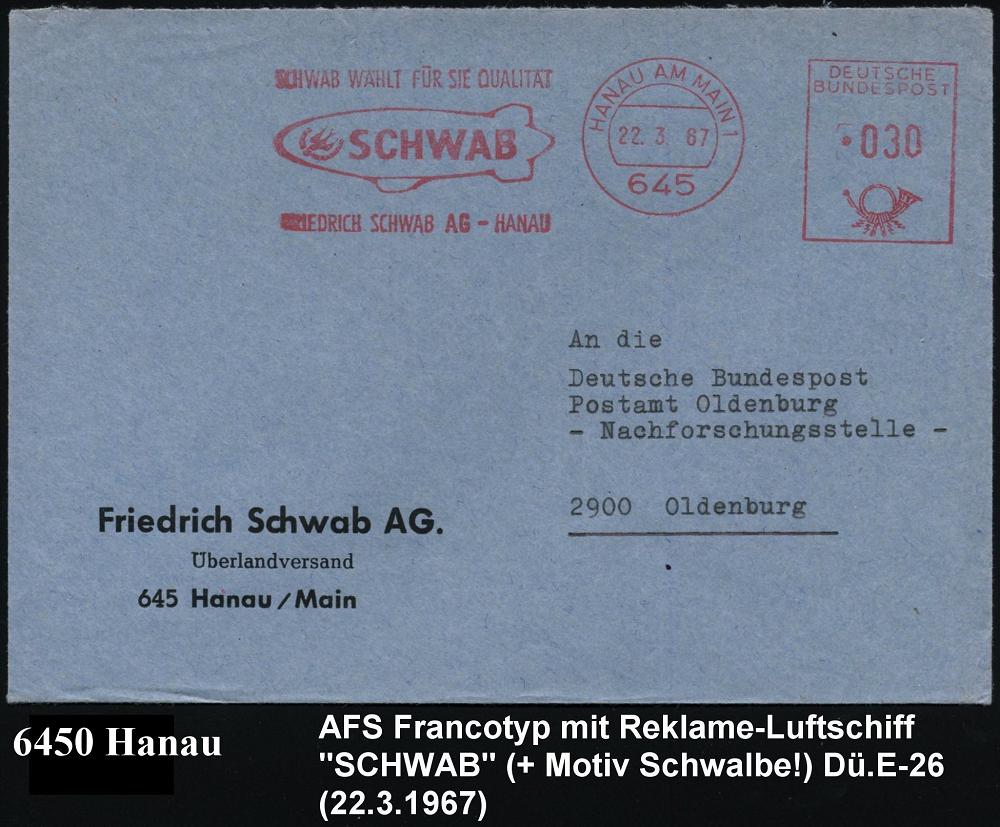 SCHWAB WÄHLT FÜR SIE QUALITÄT
SCHWAB
FRIEDRICH SCHWAB AG - HANAU
HANAU AM MAIN 1
22. 3. 67
645
DEUTSCHE
BUNDESPOST
030
An die
Deutsche Bundespost
Postamt Oldenburg
- Nachforschungsstelle -
2900 Oldenburg
Friedrich Schwab AG.
Überlandversand
645 Hanau/Main
6450 Hanau
AFS Francotyp mit Reklame-Luftschiff
"SCHWAB" (+ Motiv Schwalbe!) Dü.E-26
(22.3.1967)